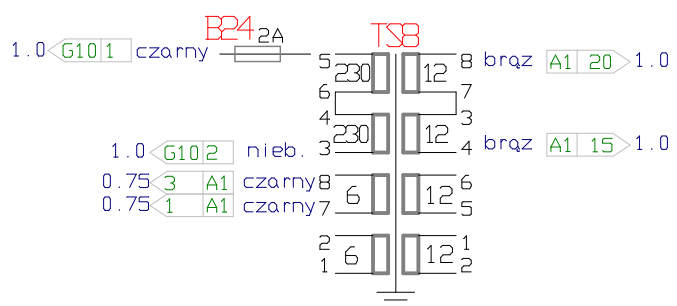 B24 2A TS8
1.0 G10 1 czarny 5 230 12 8 brąz A1 20 1.0
6 7
4 3
230 12
1.0 G10 2 nieb. 3 4 brąz A1 15 1.0
0.75 3 A1 czarny 8 6 12 6
0.75 1 A1 czarny 7 5
2 6 12 1
1 2